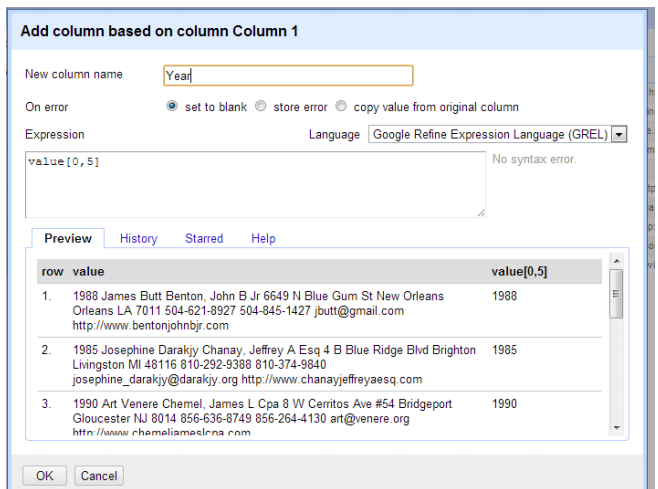 Add column based on column Column 1
New column name Year
On error set to blank store error copy value from original column
Expression Language Google Refine Expression Language (GREL)
value[0,5] No syntax error.
Preview History Starred Help
row value value[0,5]
1. 1988 James Butt Benton, John B Jr 6649 N Blue Gum St New Orleans 1988
Orleans LA 7011 504-621-8927 504-845-1427 jbutt@gmail.com
http://www.bentonjohnbjr.com
2. 1985 Josephine Darakjy Chanay, Jeffrey A Esq 4 B Blue Ridge Blvd Brighton 1985
Livingston MI 48116 810-292-9388 810-374-9840
josephine_darakjy@darakjy.org http://www.chanayjeffreyaesq.com
3. 1990 Art Venere Chemel, James L Cpa 8 W Cerritos Ave #54 Bridgeport 1990
Gloucester NJ 8014 856-636-8749 856-264-4130 art@venere.org
http://www.chemeljameslcpa.com
OK Cancel